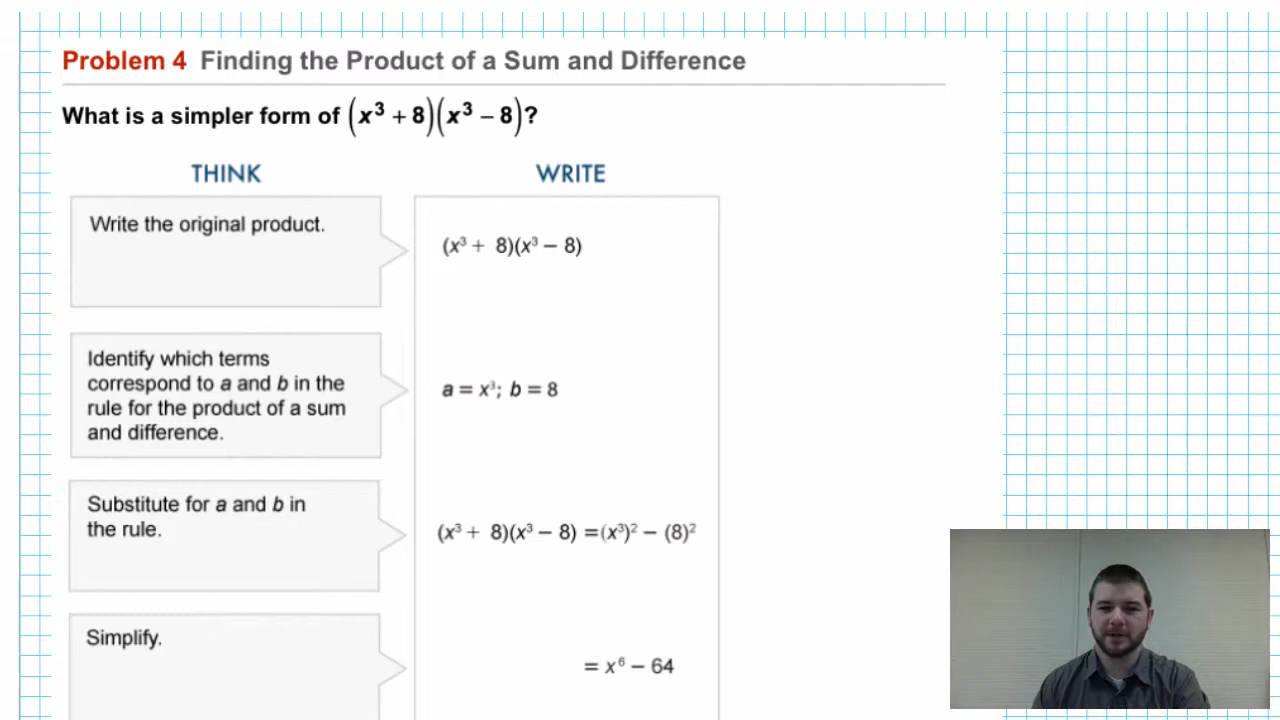 Problem 4 Finding the Product of a Sum and Difference
What is a simpler form of (x³ + 8)(x³ − 8)?
THINK
WRITE
Write the original product.
(x³ + 8)(x³ − 8)
Identify which terms
correspond to a and b in the
rule for the product of a sum
and difference.
a = x³; b = 8
Substitute for a and b in
the rule.
(x³ + 8)(x³ − 8) =(x³)² − (8)²
Simplify.
= x⁶ − 64